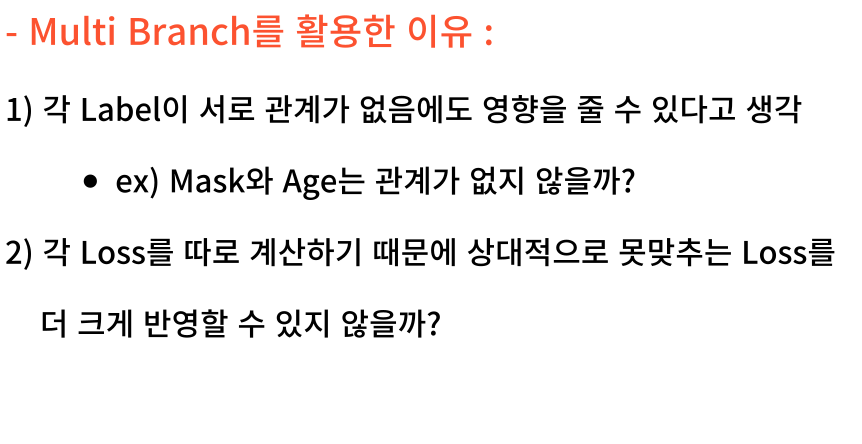 - Multi Branch를 활용한 이유 :
1) 각 Label이 서로 관계가 없음에도 영향을 줄 수 있다고 생각
● ex) Mask와 Age는 관계가 없지 않을까?
2) 각 Loss를 따로 계산하기 때문에 상대적으로 못맞추는 Loss를
더 크게 반영할 수 있지 않을까?